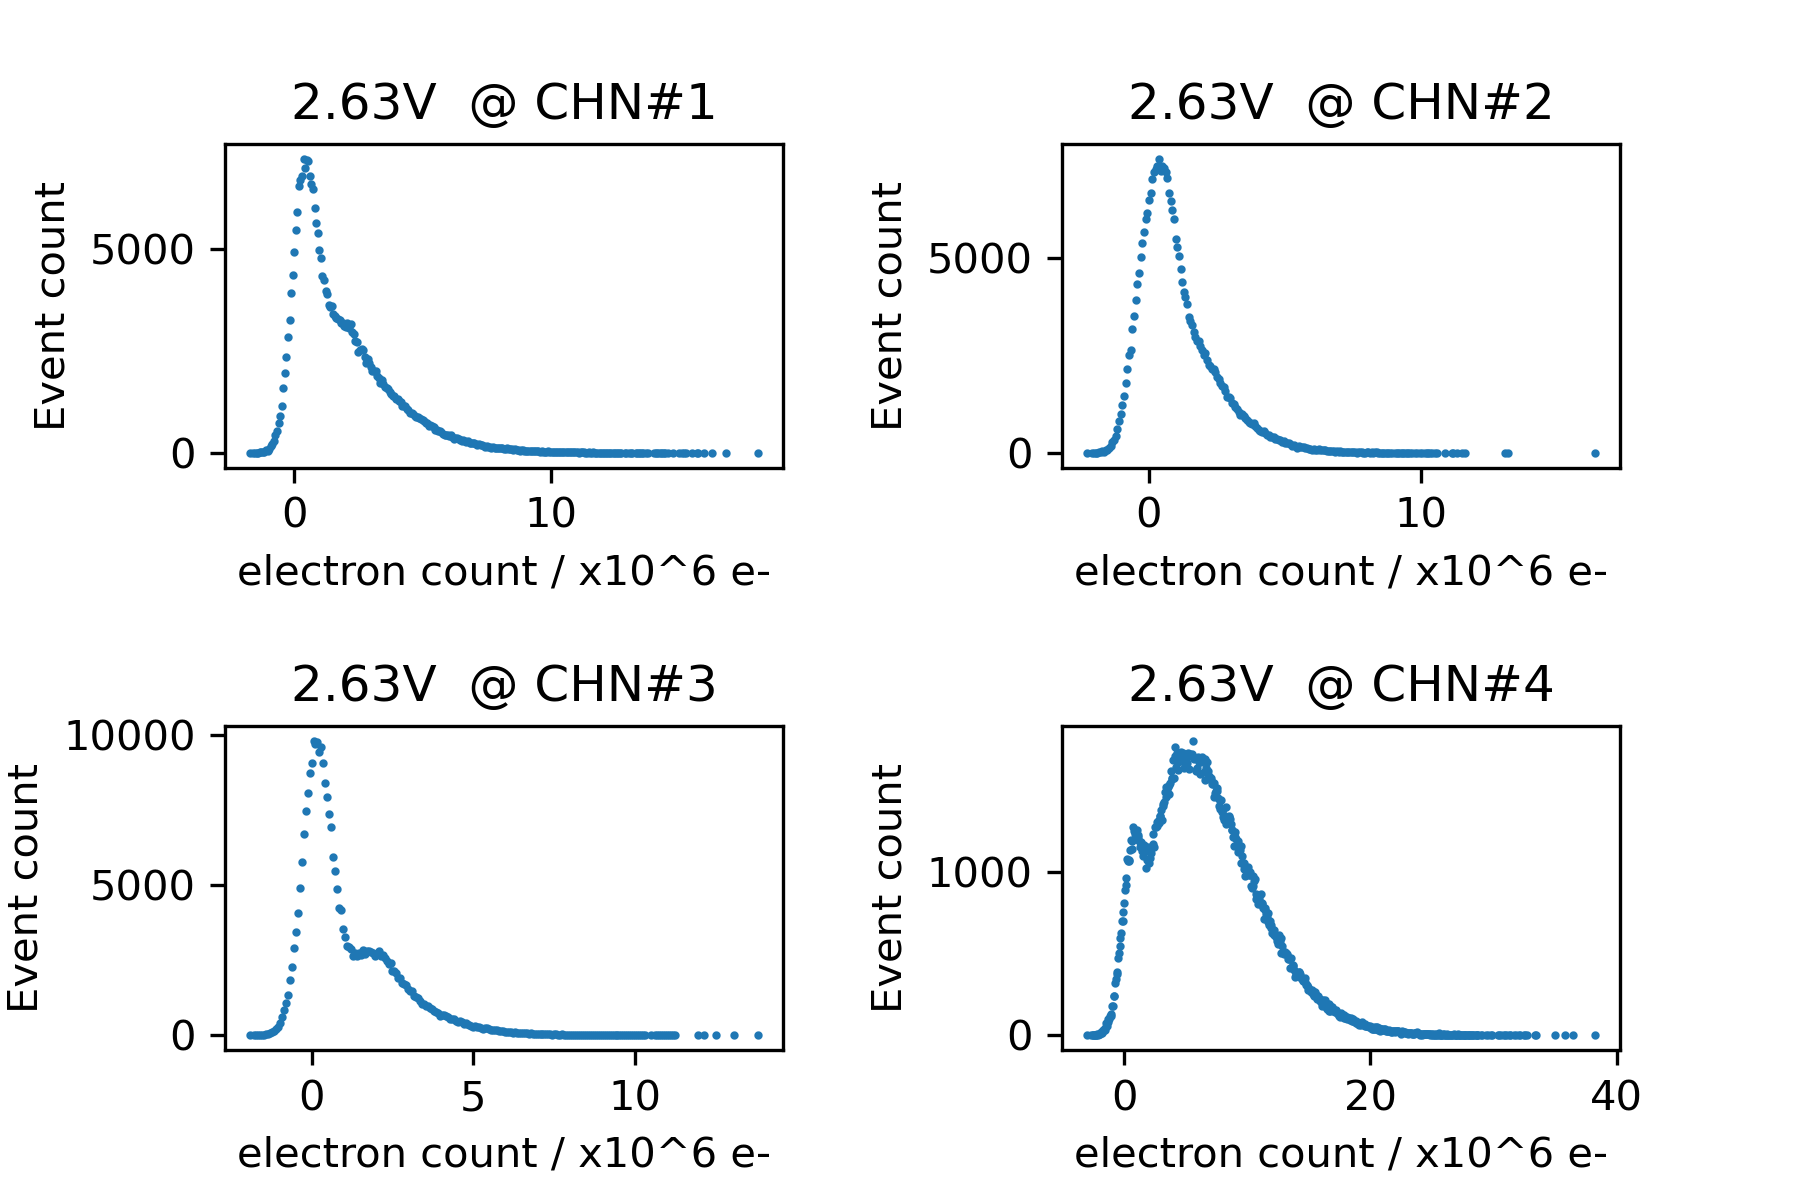 2.63V  @ CHN#1
Event count
5000
0
0
10
electron count / x10^6 e-
2.63V  @ CHN#2
Event count
5000
0
0
10
electron count / x10^6 e-
2.63V  @ CHN#3
Event count
10000
5000
0
0
5
10
electron count / x10^6 e-
2.63V  @ CHN#4
Event count
1000
0
0
20
40
electron count / x10^6 e-